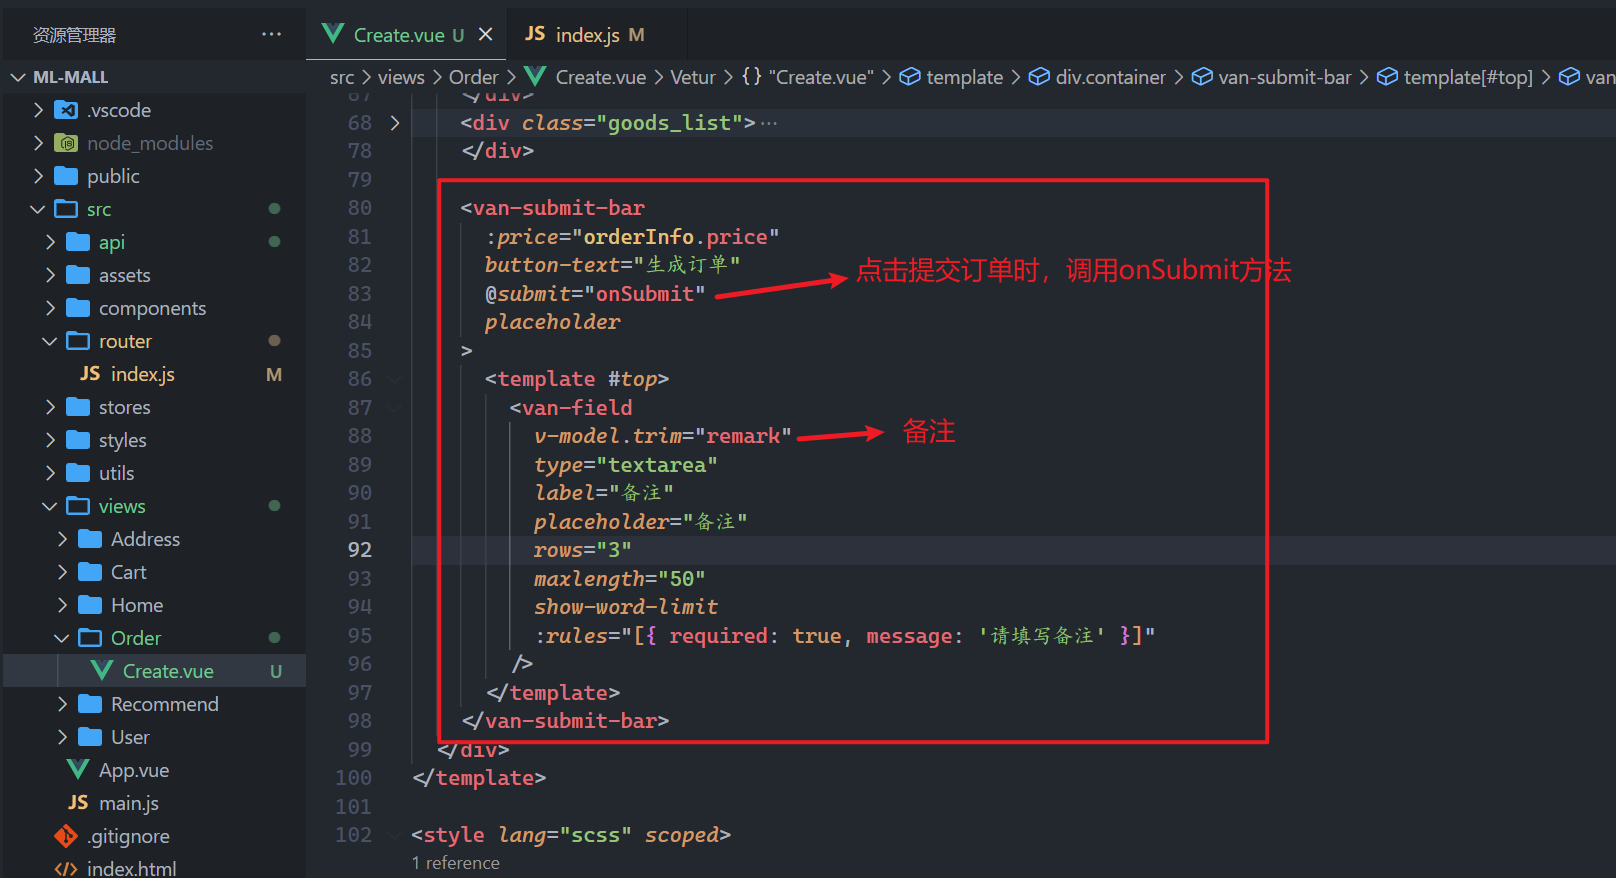 资源管理器 ···
Create.vue U
JS index.js M
ML-MALL
src > views > Order > Create.vue > Vetur > {} "Create.vue" > template > div.container > van-submit-bar > template[#top] > van
.vscode
node_modules
public
src
api
assets
components
router
JS index.js M
stores
styles
utils
views
Address
Cart
Home
Order
Create.vue U
Recommend
User
App.vue
JS main.js
.gitignore
index.html
67 </div>
68 <div class="goods_list">···
78 </div>
79
80 <van-submit-bar
81 :price="orderInfo.price"
82 button-text="生成订单"
83 @submit="onSubmit" 点击提交订单时，调用onSubmit方法
84 placeholder
85 >
86 <template #top>
87 <van-field
88 v-model.trim="remark" 备注
89 type="textarea"
90 label="备注"
91 placeholder="备注"
92 rows="3"
93 maxlength="50"
94 show-word-limit
95 :rules="[{ required: true, message: '请填写备注' }]"
96 />
97 </template>
98 </van-submit-bar>
99 </div>
100 </template>
101
102 <style lang="scss" scoped>
1 reference